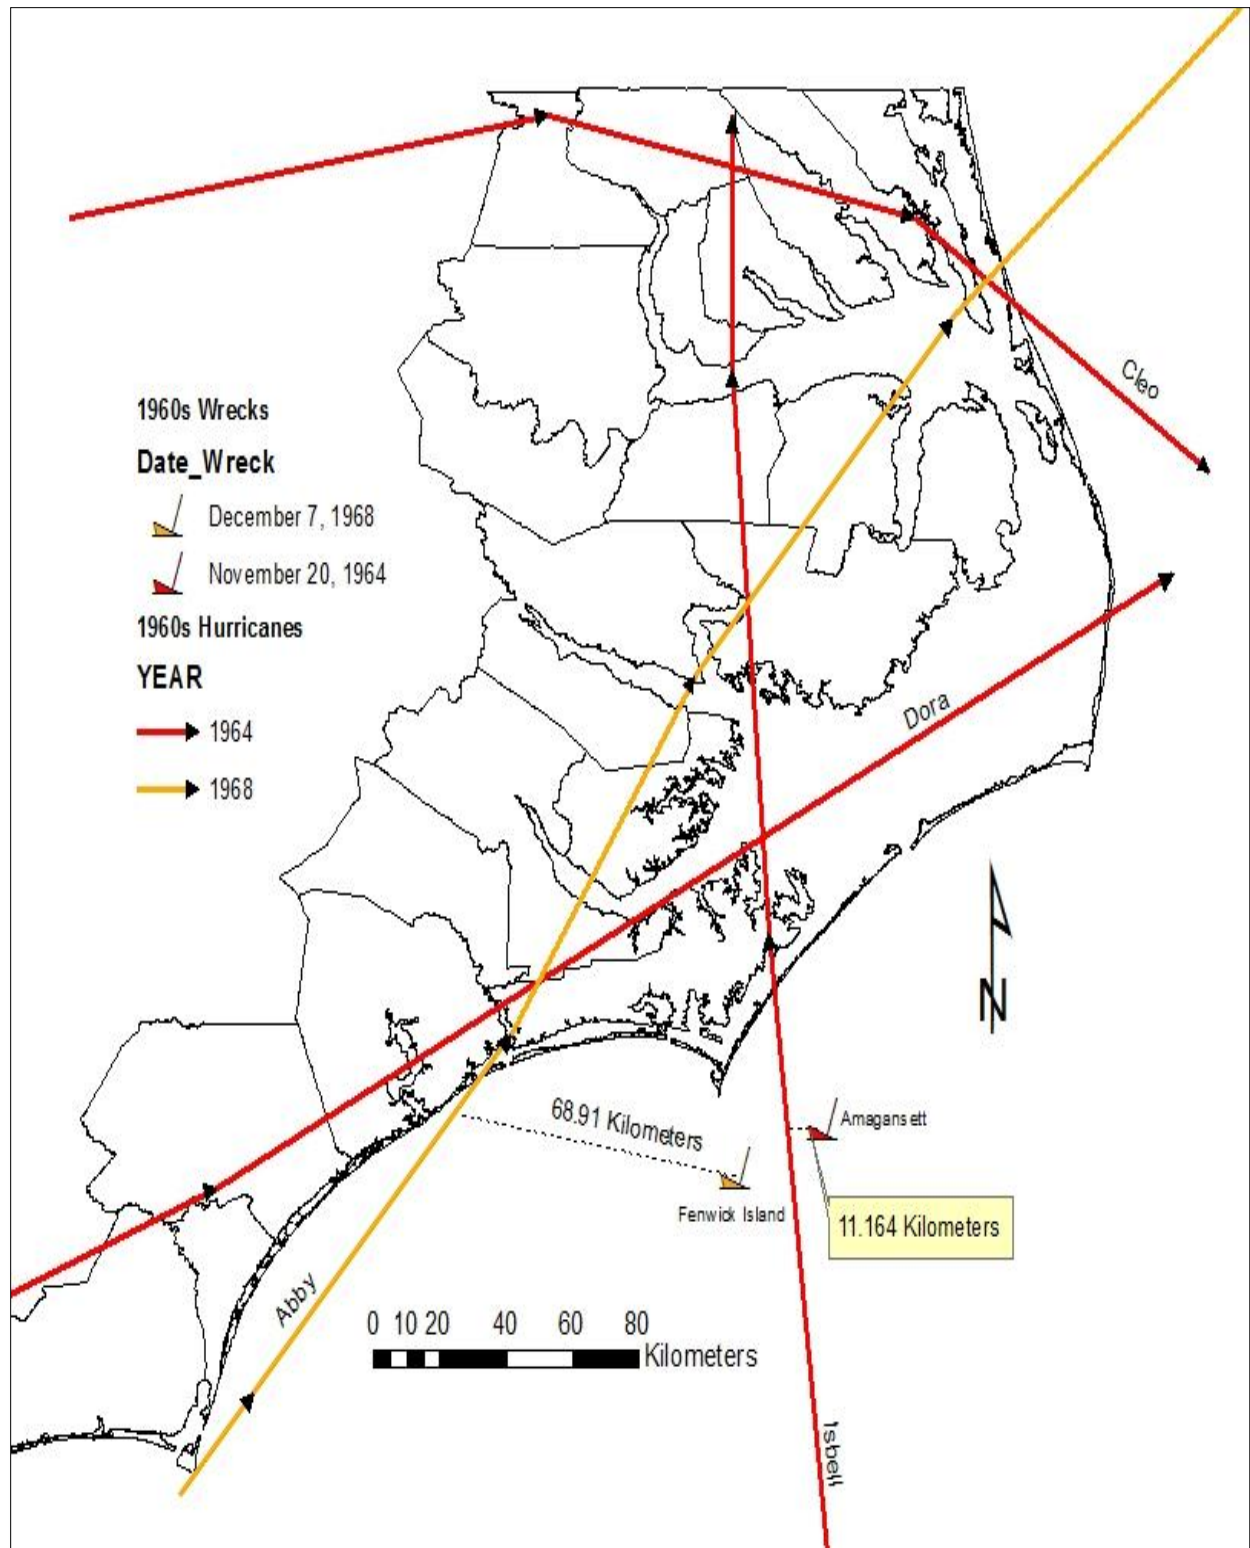 Cleo
1960s Wrecks
Date_Wreck
December 7, 1968
November 20, 1964
1960s Hurricanes
YEAR
1964
1968
Dora
N
68.91 Kilometers
Amagansett
Fenwick Island
11.164 Kilometers
Abby
0 10 20 40 60 80
Kilometers
Isbell